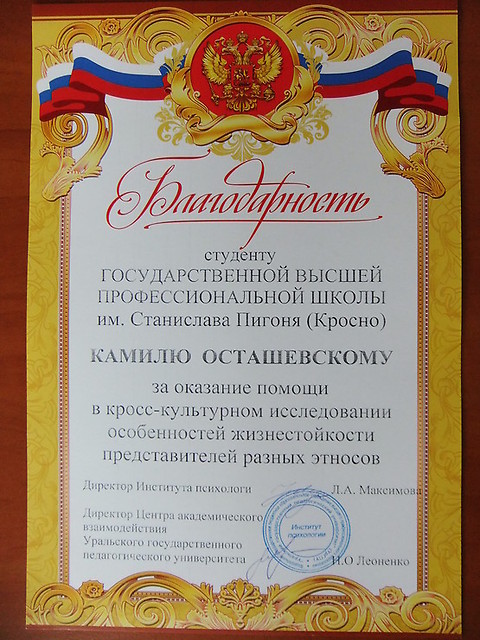 Благодарность
студенту
ГОСУДАРСТВЕННОЙ ВЫСШЕЙ
ПРОФЕССИОНАЛЬНОЙ ШКОЛЫ
им. Станислава Пигоня (Кросно)
КАМИЛЮ ОСТАШЕВСКОМУ
за оказание помощи
в кросс-культурном исследовании
особенностей жизнестойкости
представителей разных этносов
Директор Института психологи
Л.А. Максимова
Директор Центра академического
взаимодействия
Уральского государственного
педагогического университета
Н.О Леоненко
Институт
психологии